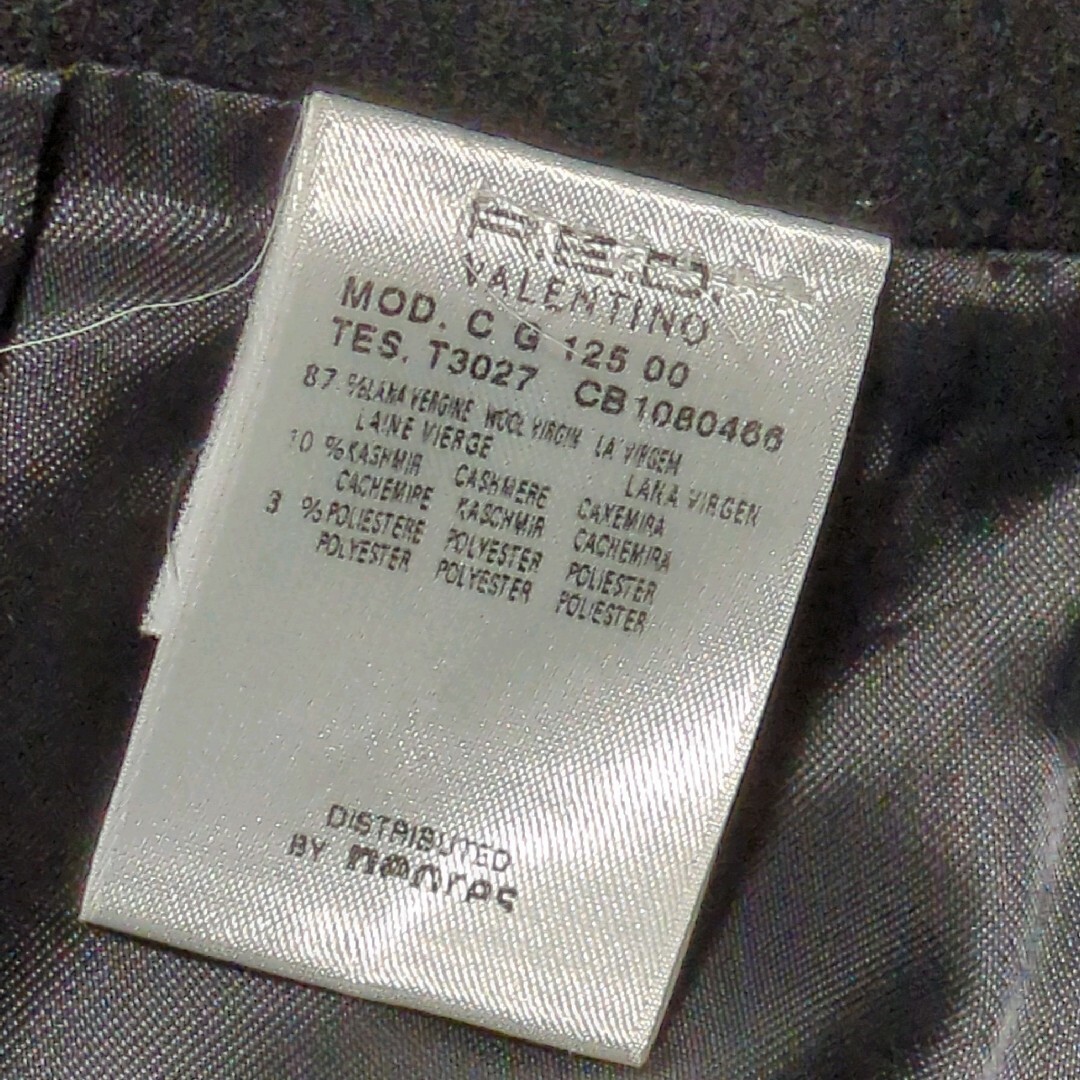 R.E.D.
VALENTINO
MOD. C G 125 00
TES. T3027 CB1080466
87 %LANA VERGINE WOOL VIRGIN LA VIRGEM
LAINE VIERGE LANA VIRGEN
10 %KASHMIR CASHMERE CAXEMIRA
CACHEMIRE KASCHMIR CACHEMIRA
3 %POLIESTERE POLYESTER POLIESTER
POLYESTER POLYESTER POLIESTER
DISTRIBUTED
BY